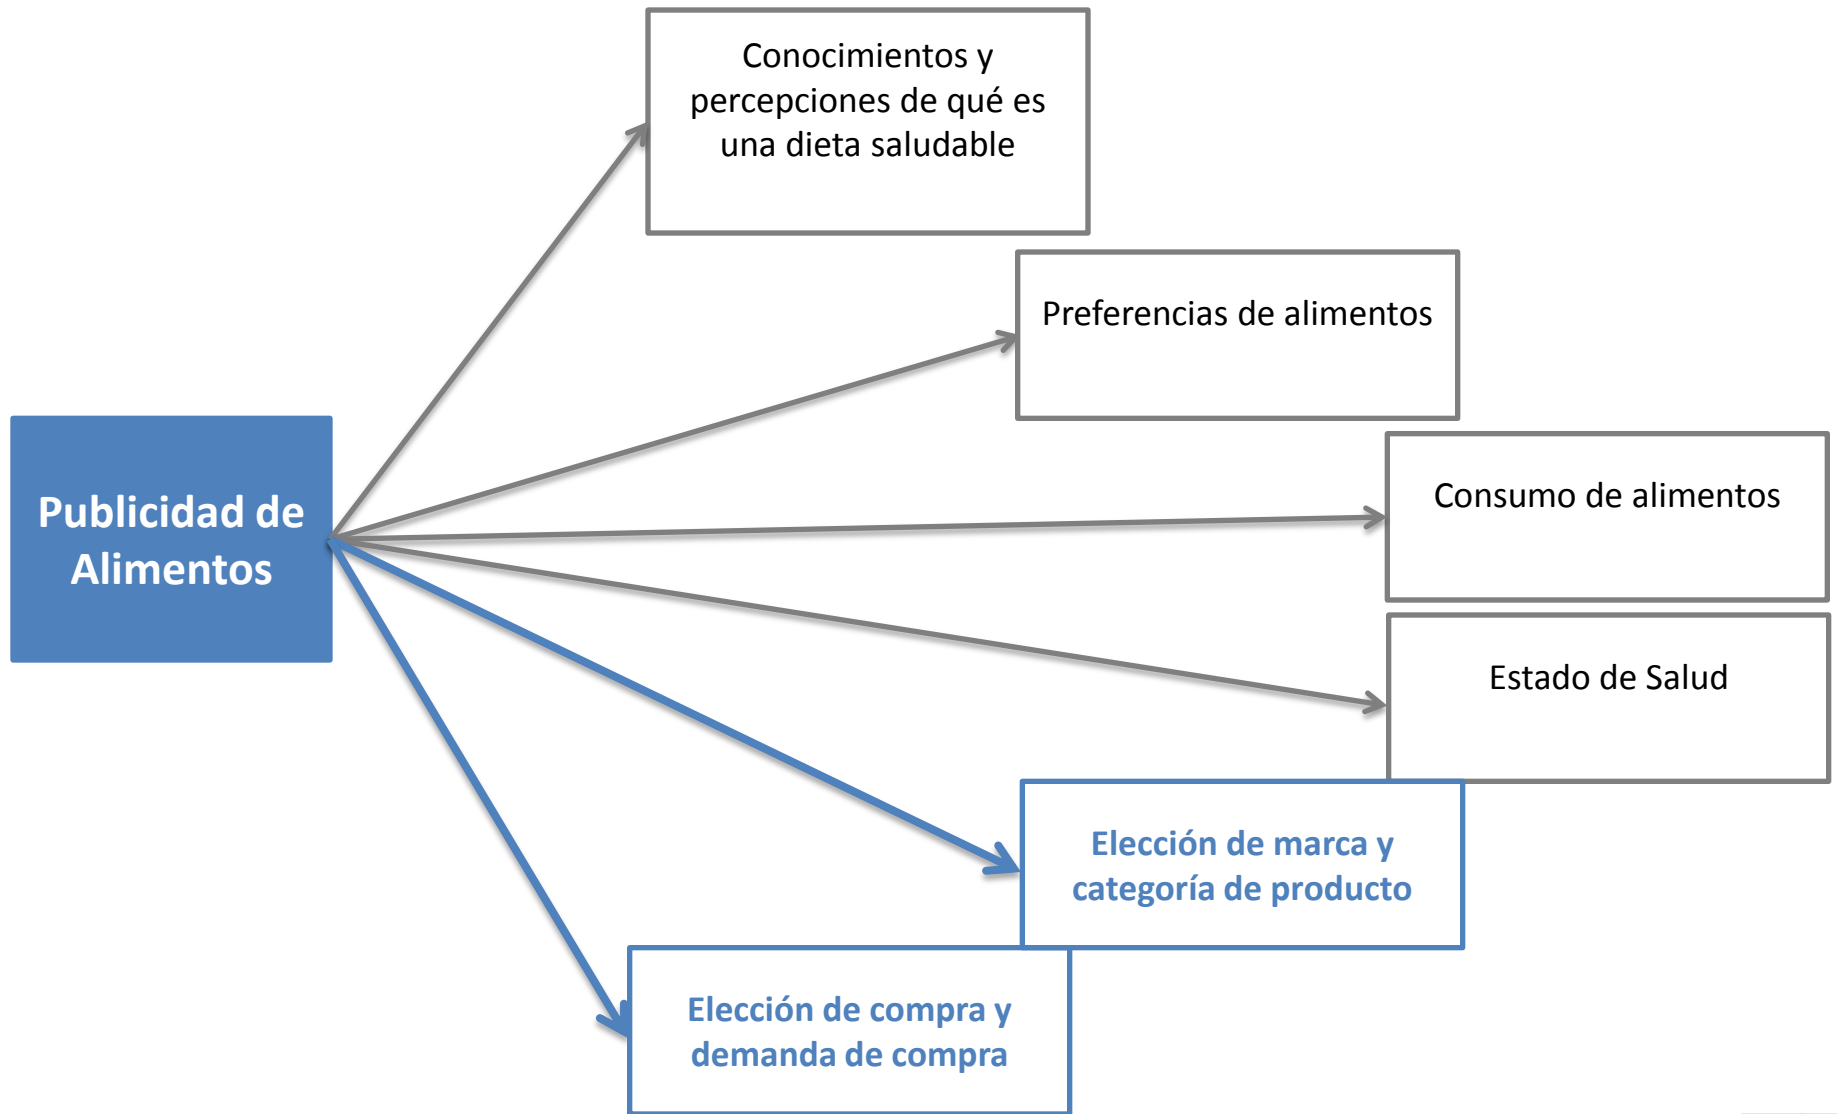 Conocimientos y
percepciones de qué es
una dieta saludable
Preferencias de alimentos
Consumo de alimentos
Publicidad de
Alimentos
Estado de Salud
Elección de marca y
categoría de producto
Elección de compra y
demanda de compra